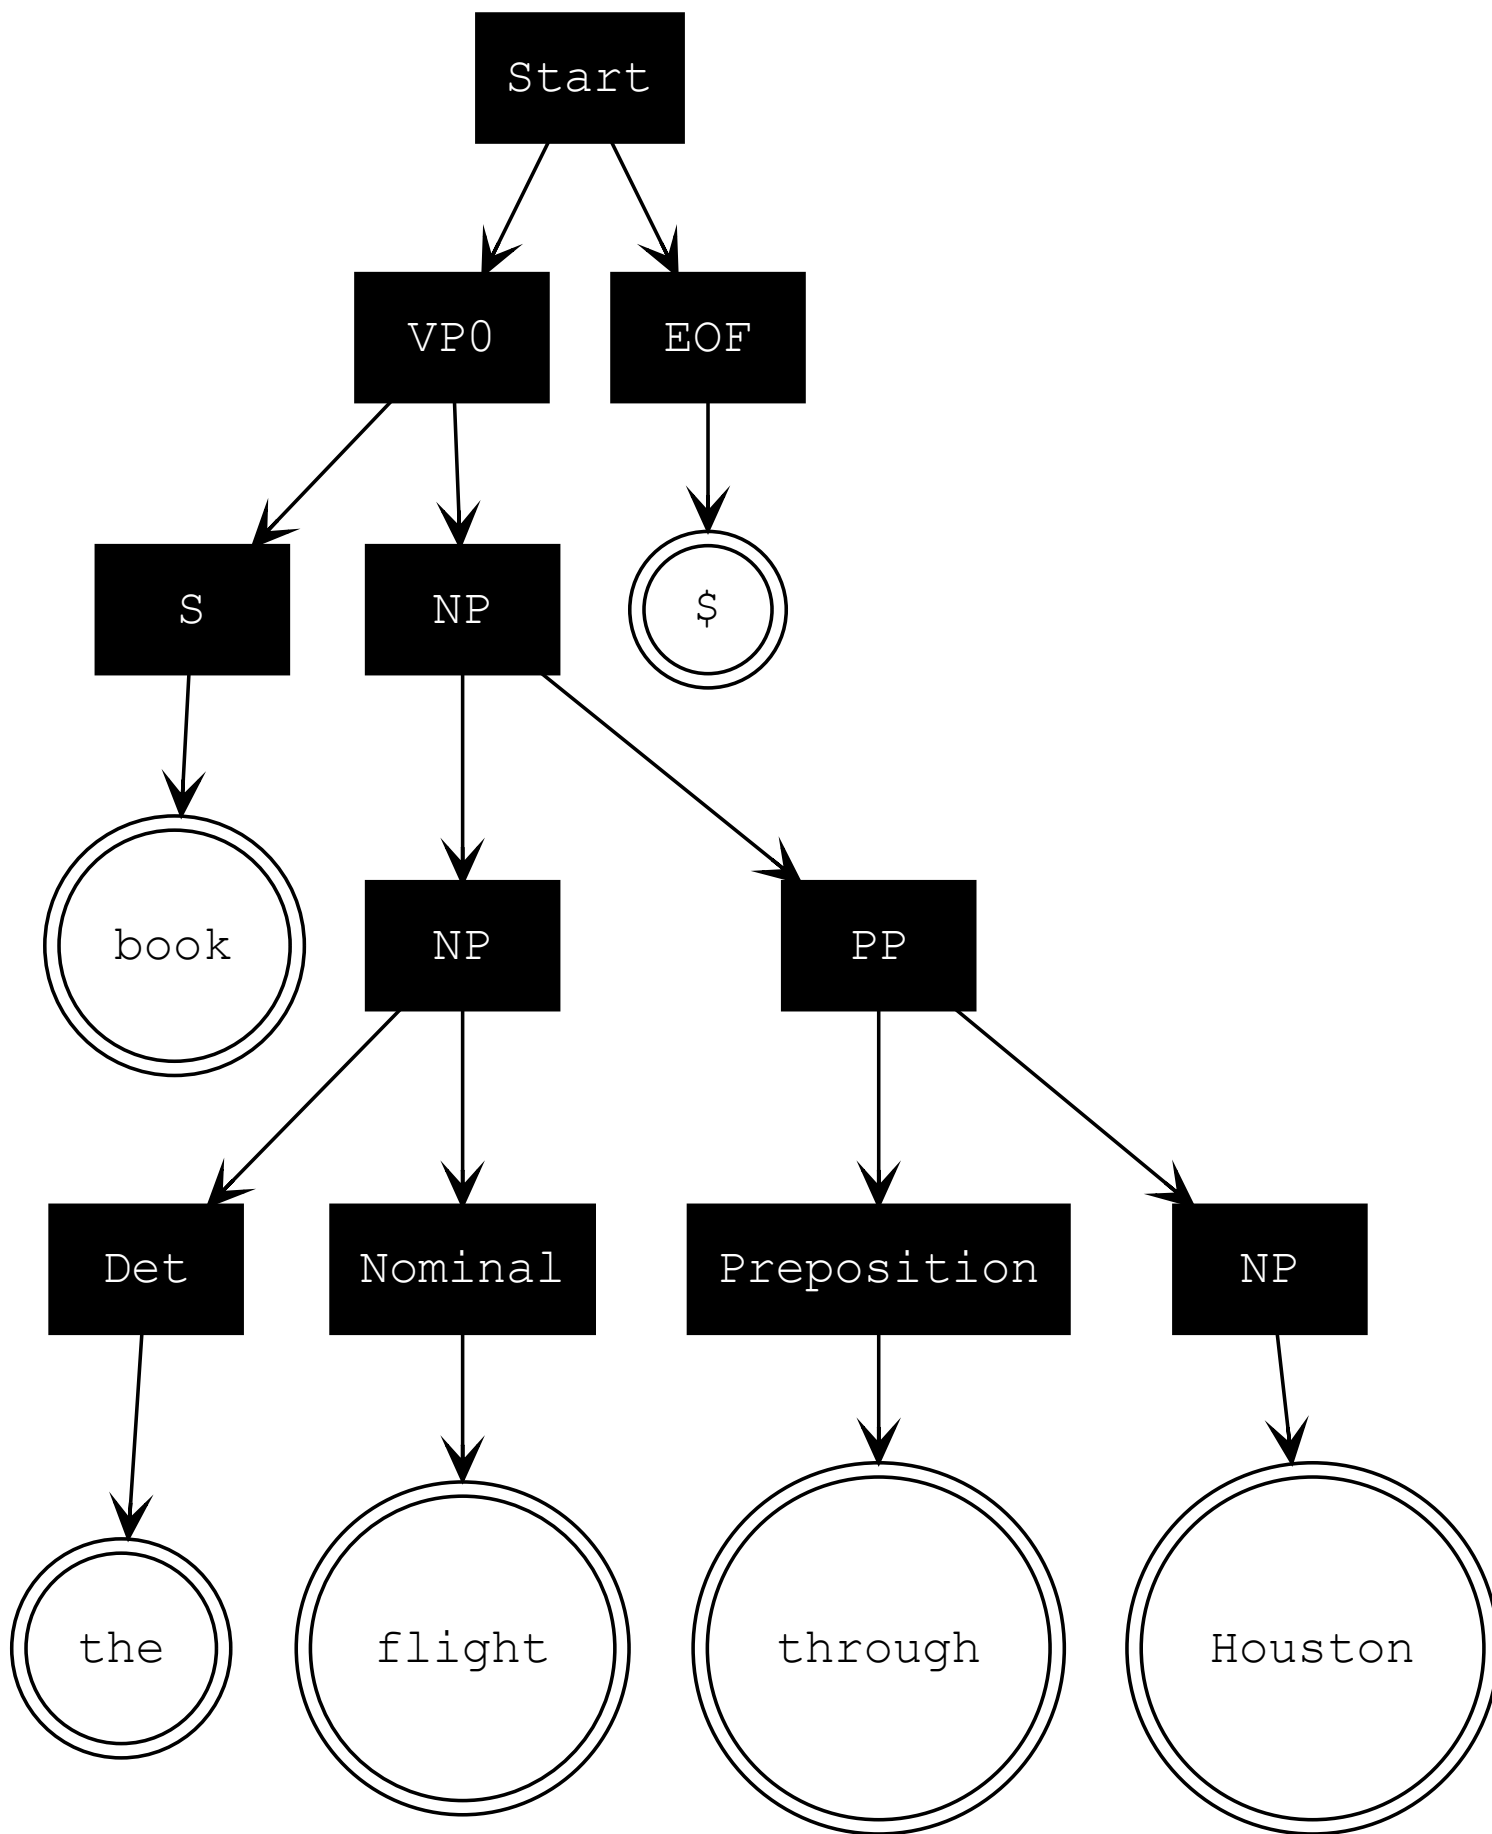 Start
VP0 EOF
S NP $
book NP PP
Det Nominal Preposition NP
the flight through Houston